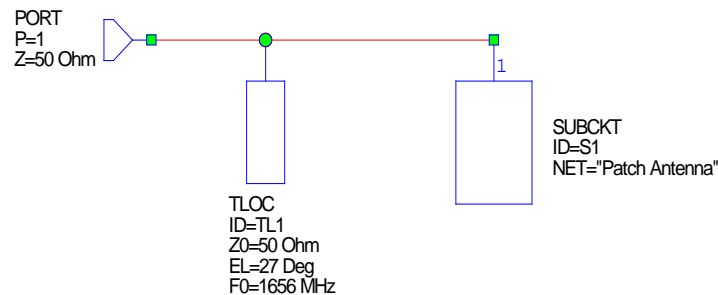 PORT
P=1
Z=50 Ohm
1
SUBCKT
ID=S1
NET="Patch Antenna"
TLOC
ID=TL1
Z0=50 Ohm
EL=27 Deg
F0=1656 MHz